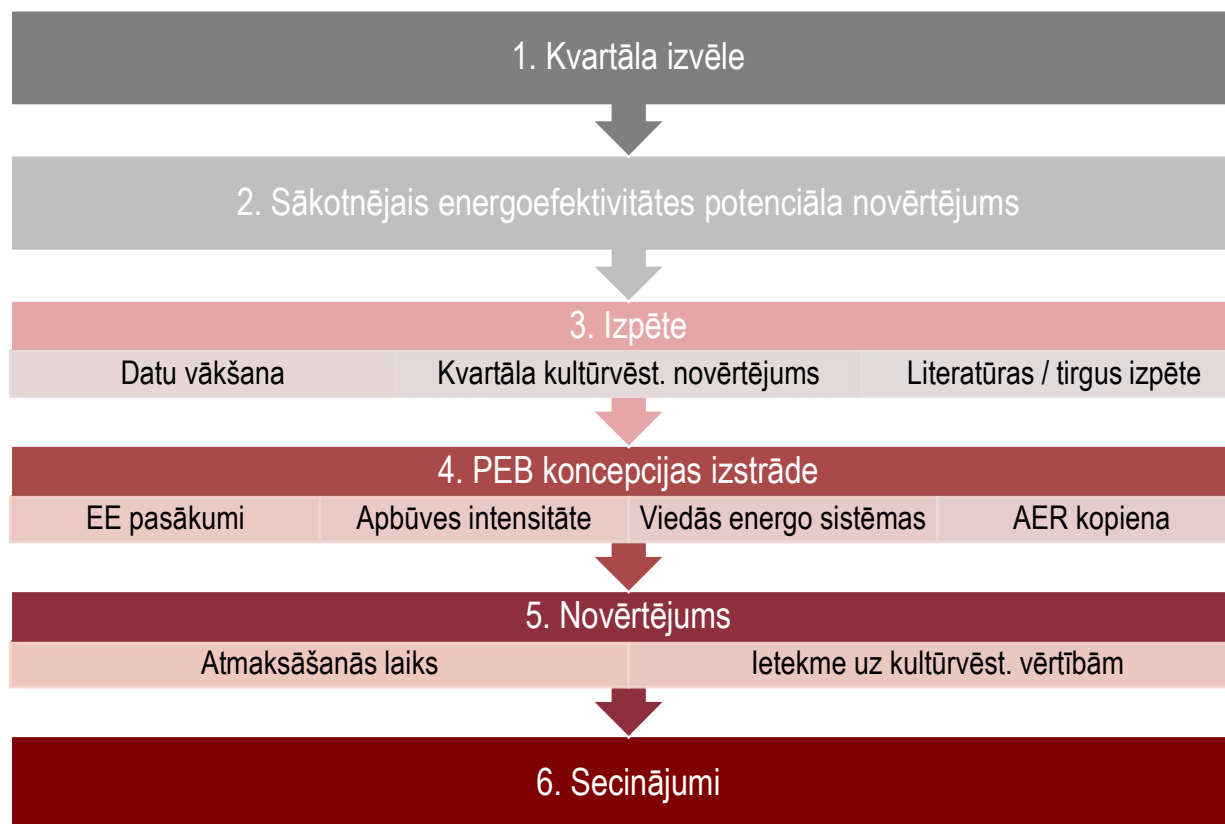 1. Kvartāla izvēle
2. Sākotnējais energoefektivitātes potenciāla novērtējums
3. Izpēte
Datu vākšana
Kvartāla kultūrvēst. novērtējums
Literatūras / tirgus izpēte
4. PEB koncepcijas izstrāde
EE pasākumi
Apbūves intensitāte
Viedās energo sistēmas
AER kopiena
5. Novērtējums
Atmaksāšanās laiks
Ietekme uz kultūrvēst. vērtībām
6. Secinājumi